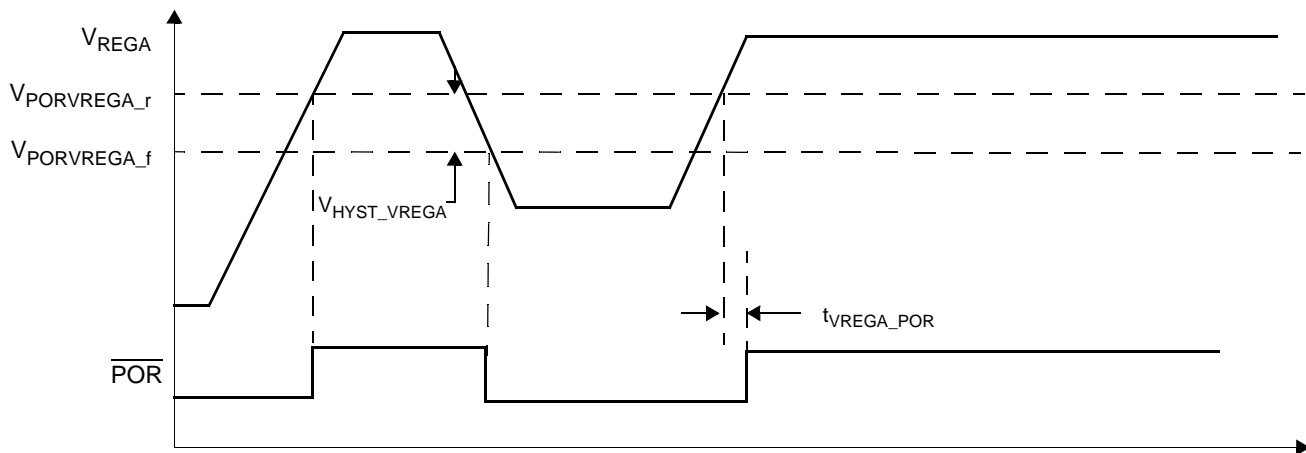 VREGA
VPORVREGA_r
VPORVREGA_f
VHYST_VREGA
tVREGA_POR
POR